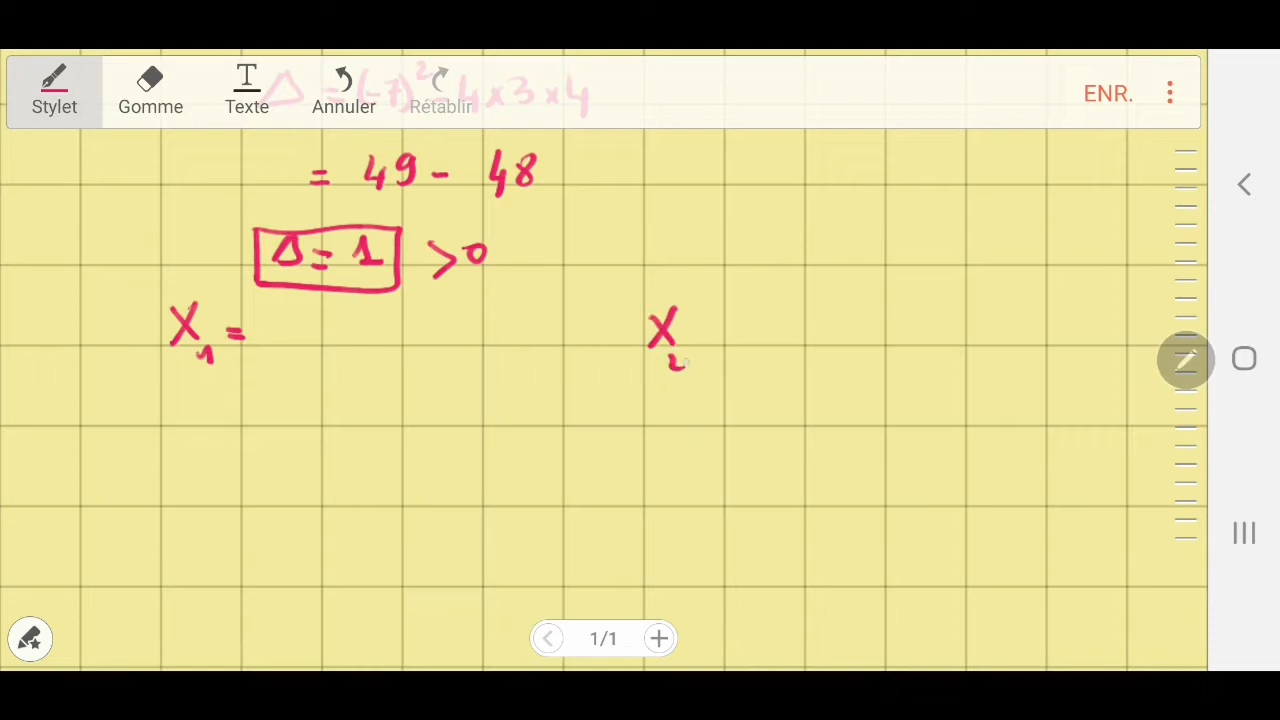 Δ = (-7)² - 4 × 3 × 4
Stylet Gomme Texte Annuler Rétablir ENR.
= 49 - 48
Δ = 1 > 0
X₁ = X₂
1/1